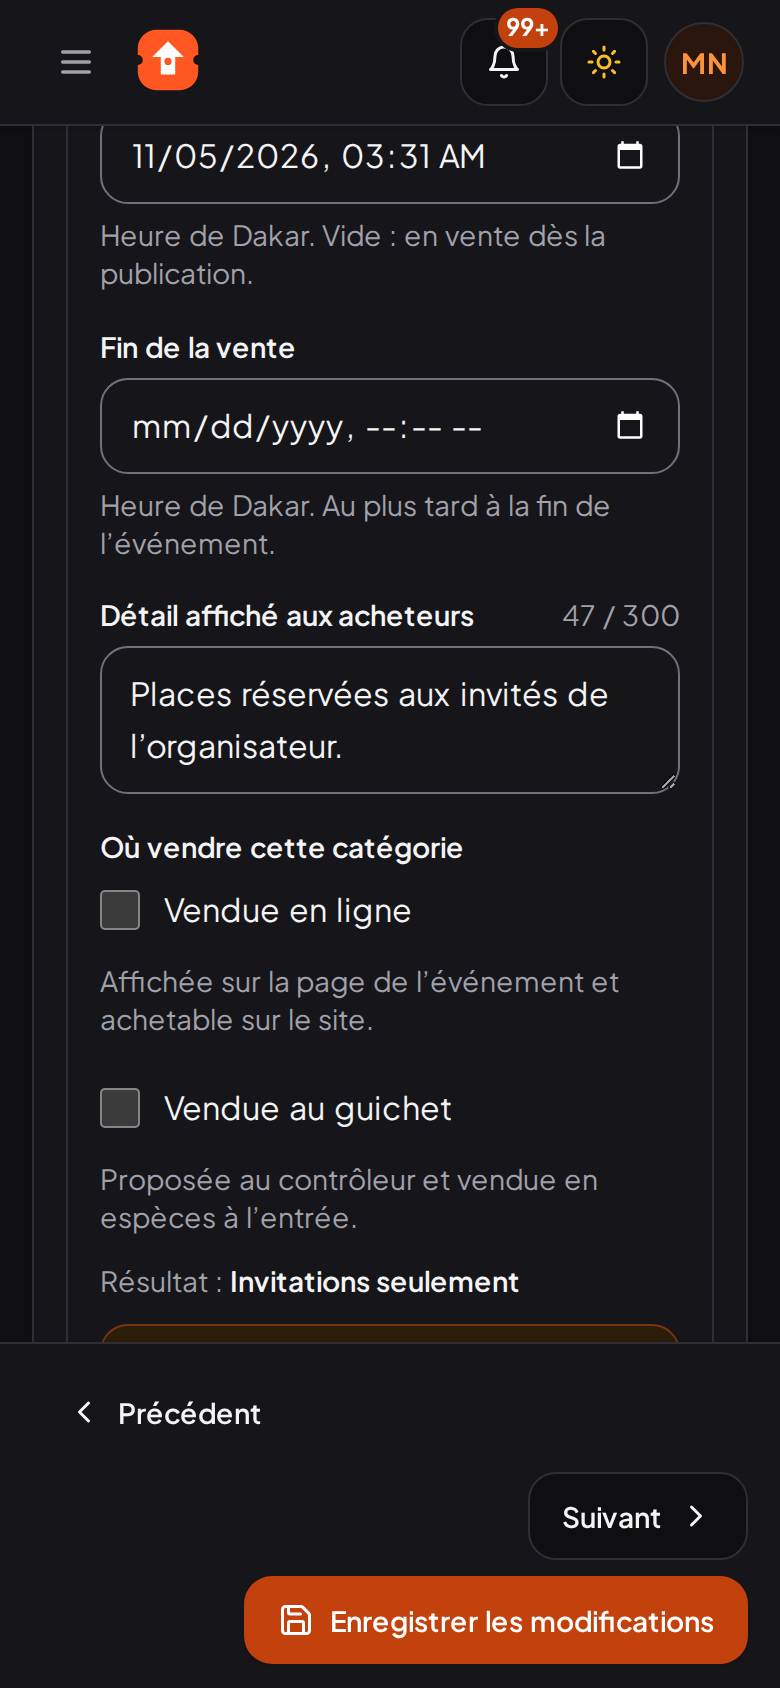 99+
MN
11/05/2026, 03:31 AM
Heure de Dakar. Vide : en vente dès la
publication.
Fin de la vente
mm/dd/yyyy, --:-- --
Heure de Dakar. Au plus tard à la fin de
l’événement.
Détail affiché aux acheteurs 47 / 300
Places réservées aux invités de
l’organisateur.
Où vendre cette catégorie
Vendue en ligne
Affichée sur la page de l’événement et
achetable sur le site.
Vendue au guichet
Proposée au contrôleur et vendue en
espèces à l’entrée.
Résultat : Invitations seulement
Précédent
Suivant
Enregistrer les modifications